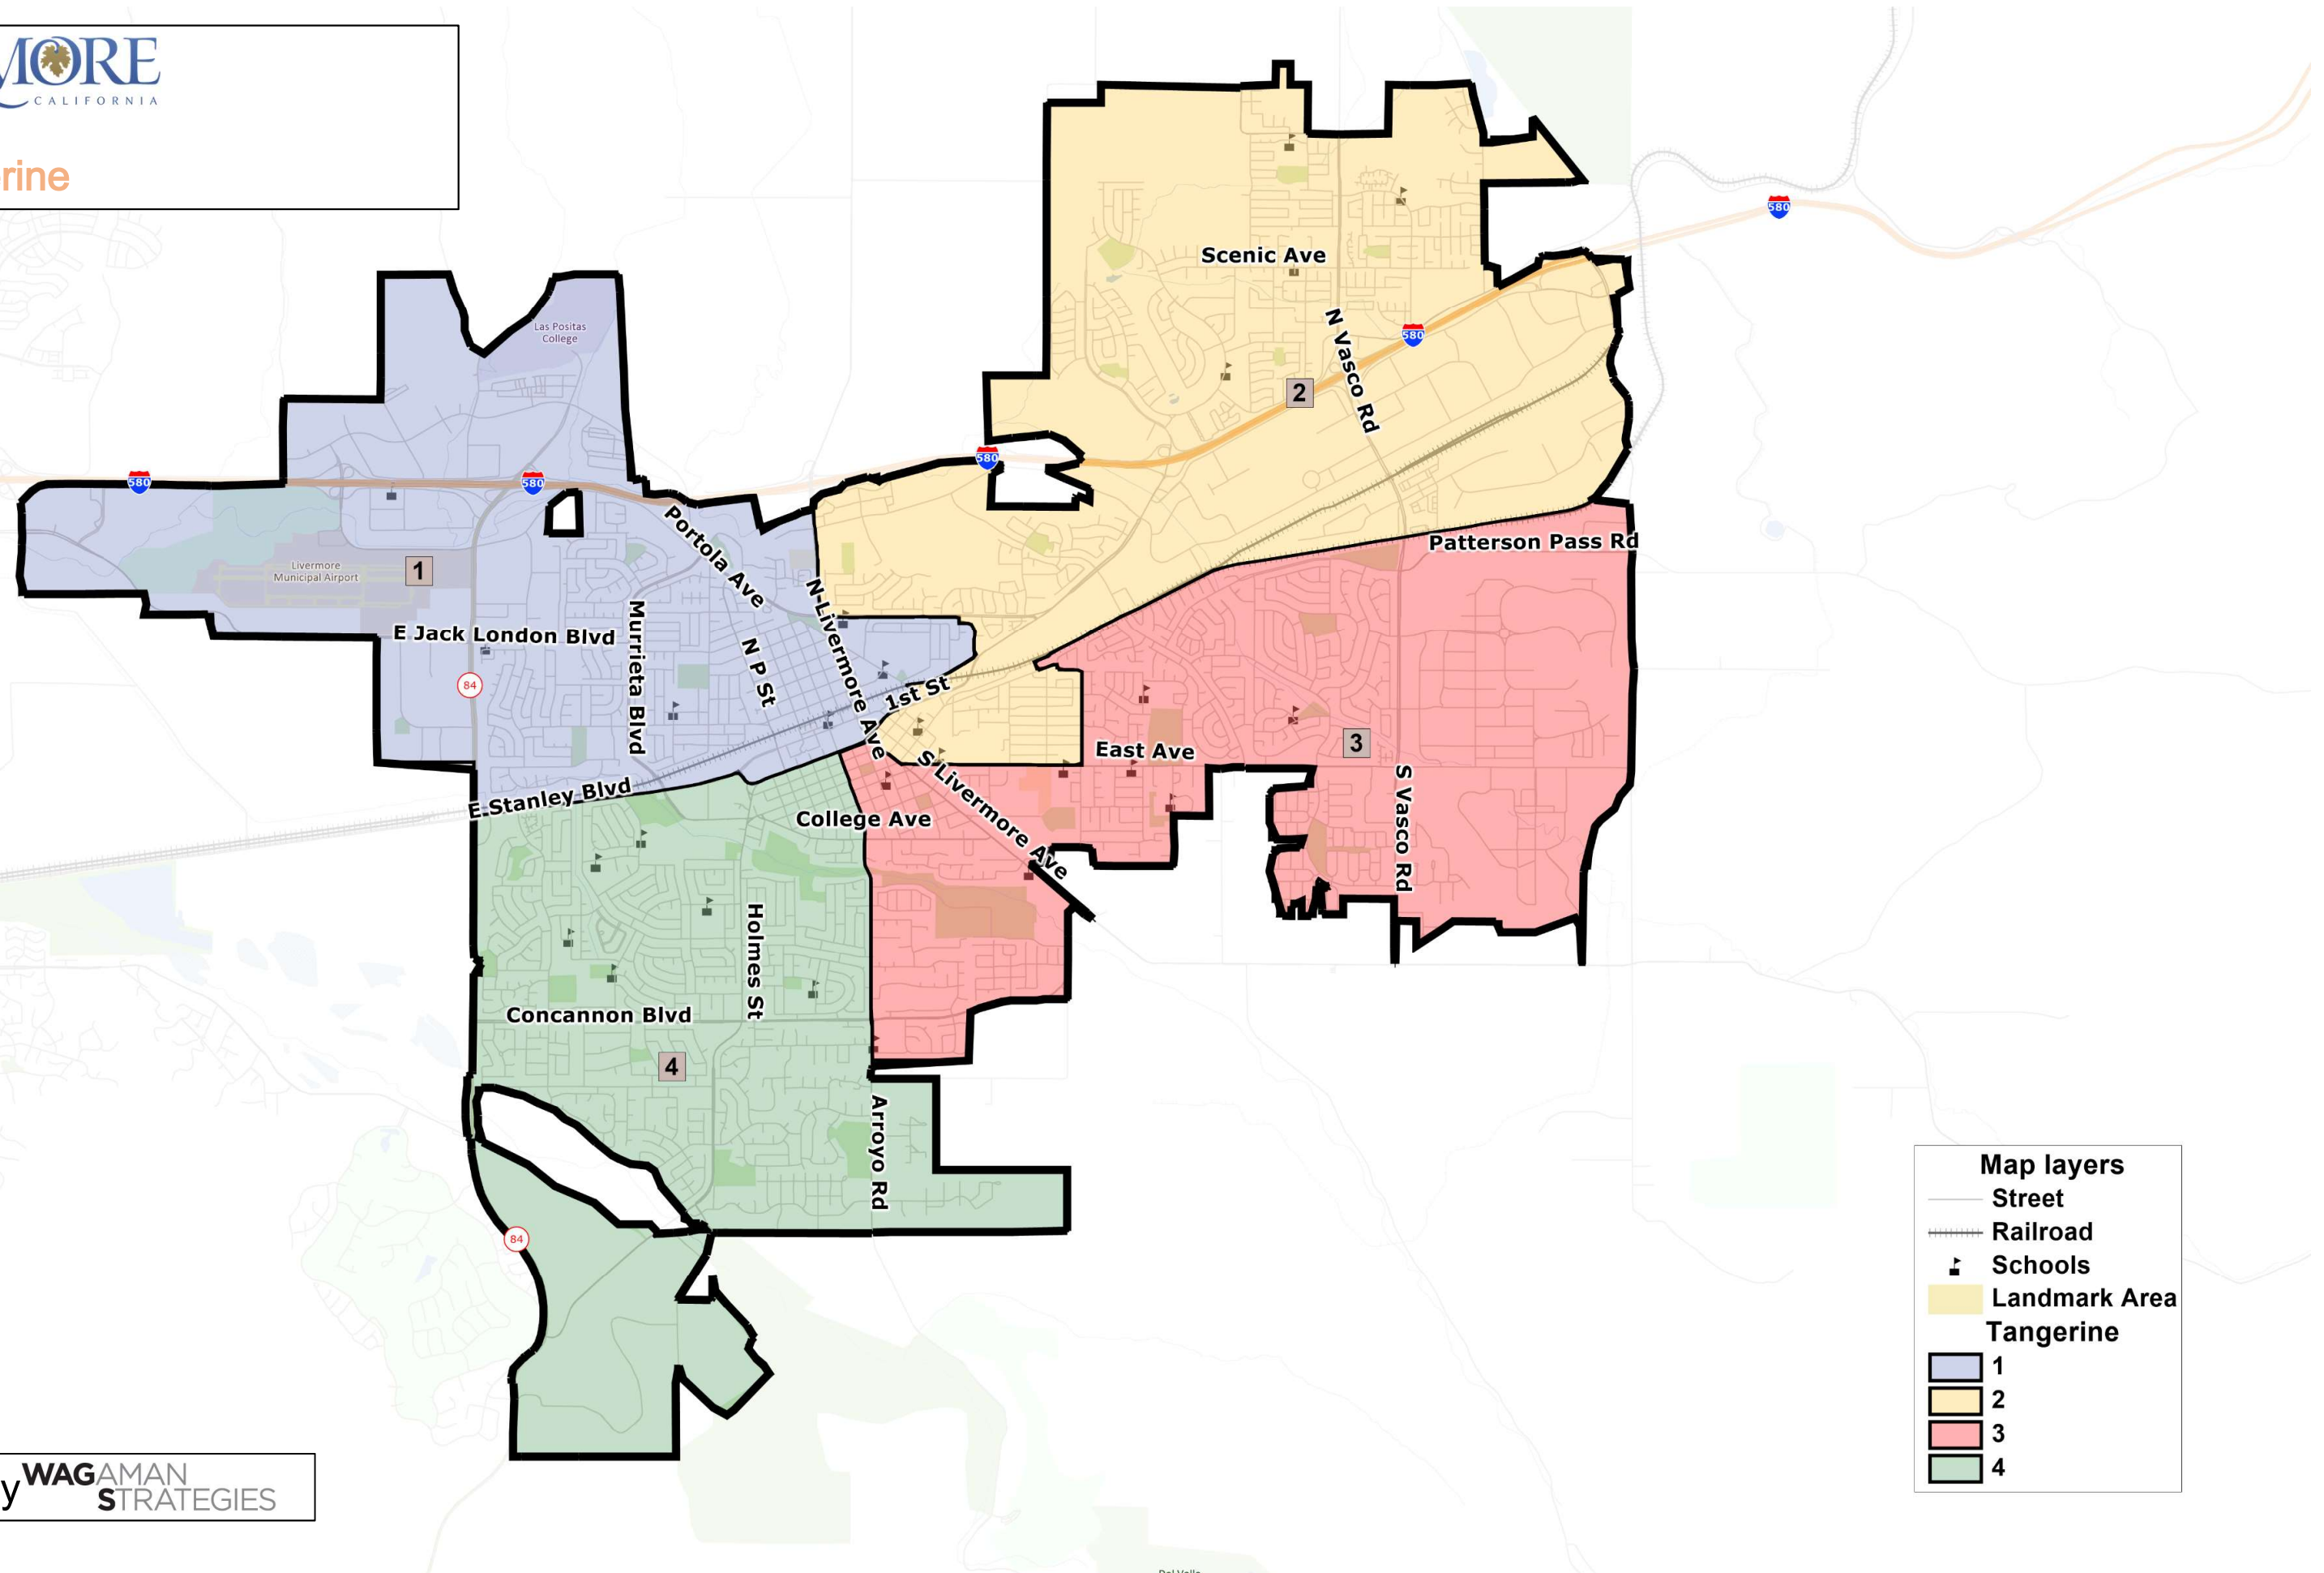 MORE
CALIFORNIA
rine
Scenic Ave
580
N Vasco Rd
580
2
Las Positas
College
580
580
580
Portola Ave
Patterson Pass Rd
Livermore
Municipal Airport
1
E Jack London Blvd
Murrieta Blvd
N P St
N Livermore Ave
84
1st St
East Ave
3
S Livermore Ave
S Vasco Rd
E Stanley Blvd
College Ave
Holmes St
Concannon Blvd
4
Arroyo Rd
84
Map layers
Street
Railroad
Schools
Landmark Area
Tangerine
1
2
3
4
y WAGAMAN
STRATEGIES